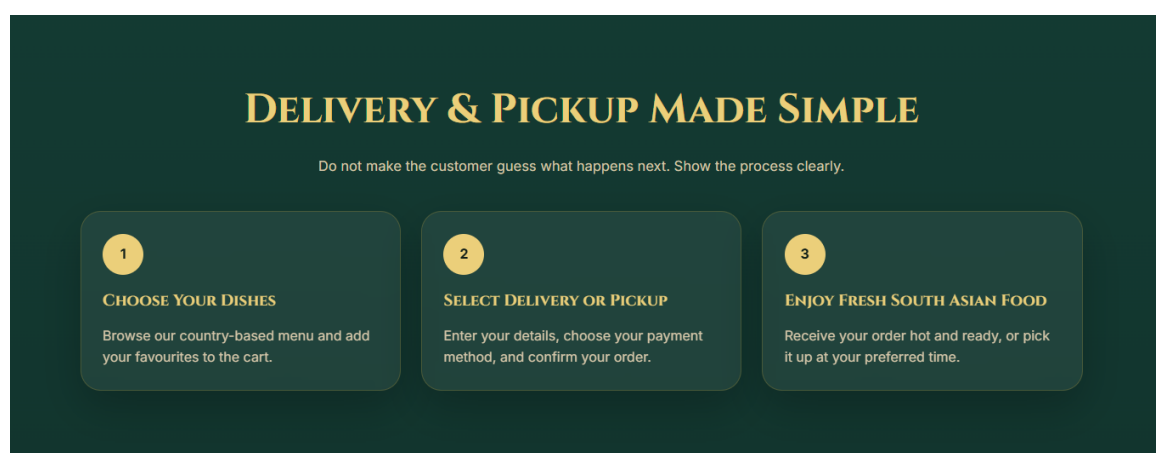 Delivery & Pickup Made Simple
Do not make the customer guess what happens next. Show the process clearly.
1
Choose Your Dishes
Browse our country-based menu and add
your favourites to the cart.
2
Select Delivery or Pickup
Enter your details, choose your payment
method, and confirm your order.
3
Enjoy Fresh South Asian Food
Receive your order hot and ready, or pick
it up at your preferred time.